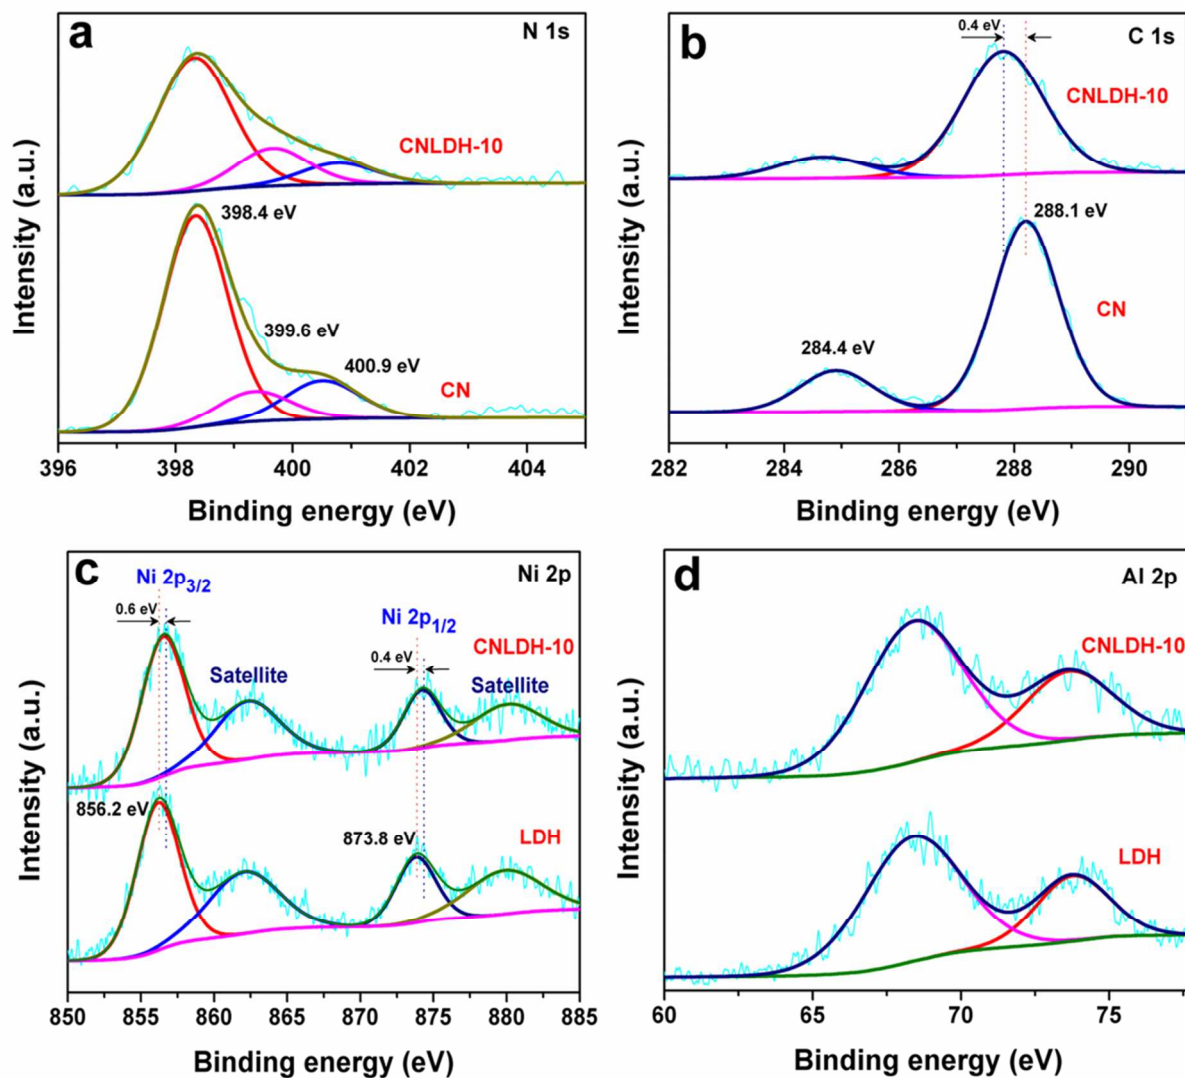 a
N 1s
CNLDH-10
398.4 eV
399.6 eV
400.9 eV
CN
Intensity (a.u.)
396 398 400 402 404
Binding energy (eV)
b
0.4 eV
C 1s
CNLDH-10
288.1 eV
CN
284.4 eV
Intensity (a.u.)
282 284 286 288 290
Binding energy (eV)
c
Ni 2p3/2
Ni 2p
0.6 eV
Ni 2p1/2
CNLDH-10
0.4 eV
Satellite
Satellite
856.2 eV
873.8 eV
LDH
Intensity (a.u.)
850 855 860 865 870 875 880 885
Binding energy (eV)
d
Al 2p
CNLDH-10
LDH
Intensity (a.u.)
60 65 70 75
Binding energy (eV)